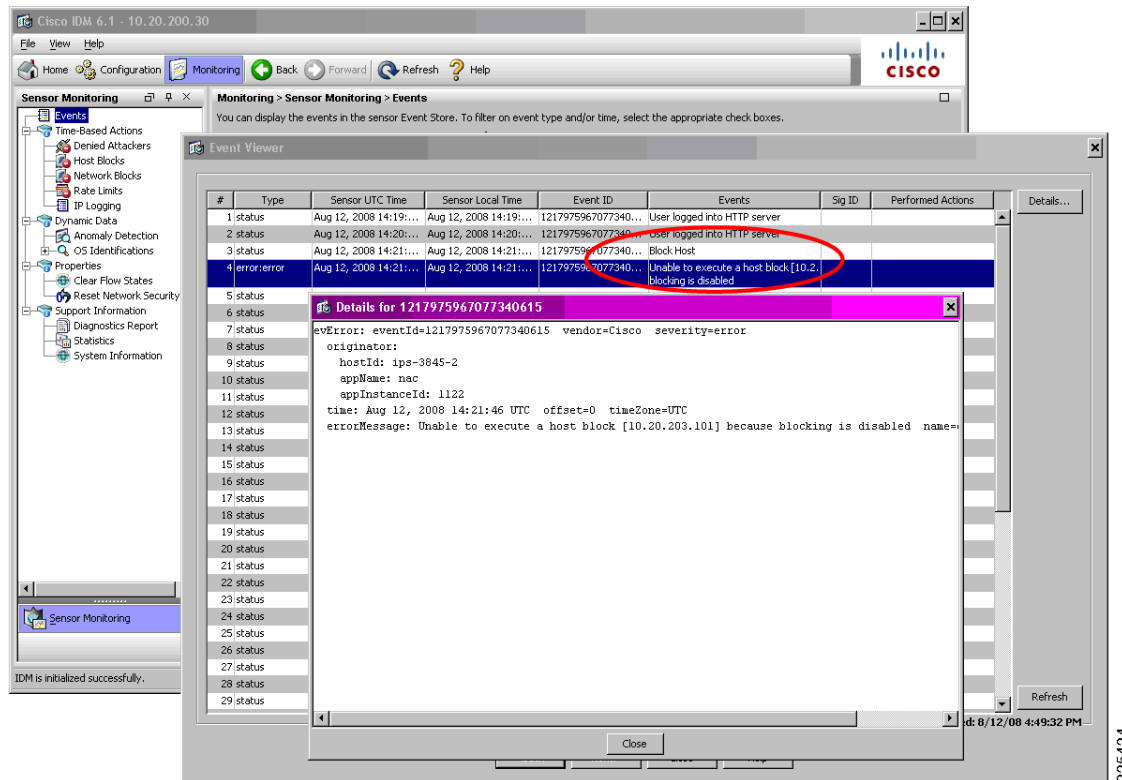 Cisco IDM 6.1 - 10.20.200.30
File View Help
Home Configuration Monitoring Back Forward Refresh Help
CISCO
Sensor Monitoring
Events
Time-Based Actions
Denied Attackers
Host Blocks
Network Blocks
Rate Limits
IP Logging
Dynamic Data
Anomaly Detection
OS Identifications
Properties
Clear Flow States
Reset Network Security
Support Information
Diagnostics Report
Statistics
System Information
Sensor Monitoring
IDM is initialized successfully.
Monitoring > Sensor Monitoring > Events
You can display the events in the sensor Event Store. To filter on event type and/or time, select the appropriate check boxes.
Event Viewer
# Type Sensor UTC Time Sensor Local Time Event ID Events Sig ID Performed Actions
Details...
1 status Aug 12, 2008 14:19:... Aug 12, 2008 14:19:... 1217975967077340... User logged into HTTP server
2 status Aug 12, 2008 14:20:... Aug 12, 2008 14:20:... 1217975967077340... User logged into HTTP server
3 status Aug 12, 2008 14:21:... Aug 12, 2008 14:21:... 1217975967077340... Block Host
4 error:error Aug 12, 2008 14:21:... Aug 12, 2008 14:21:... 1217975967077340... Unable to execute a host block [10.2.
blocking is disabled
5 status
6 status
7 status
8 status
9 status
10 status
11 status
12 status
13 status
14 status
15 status
16 status
17 status
18 status
19 status
20 status
21 status
22 status
23 status
24 status
25 status
26 status
27 status
28 status
29 status
Details for 1217975967077340615
evError: eventId=1217975967077340615 vendor=Cisco severity=error
originator:
hostId: ips-3845-2
appName: nac
appInstanceId: 1122
time: Aug 12, 2008 14:21:46 UTC offset=0 timeZone=UTC
errorMessage: Unable to execute a host block [10.20.203.101] because blocking is disabled name=
Close
Refresh
d: 8/12/08 4:49:32 PM